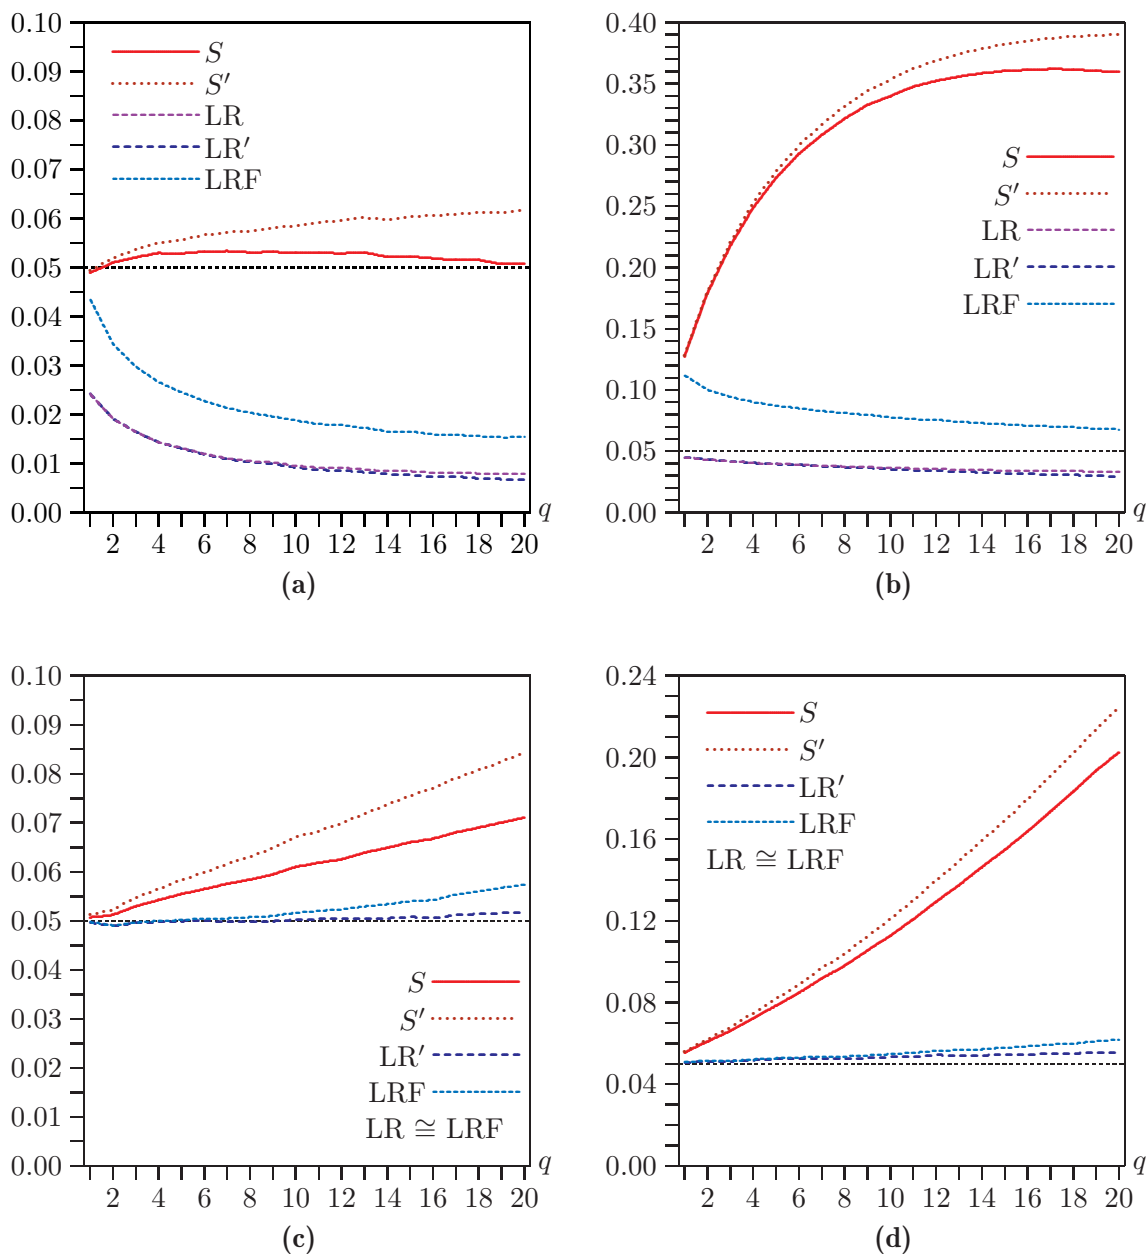 0.10
0.09
0.08
0.07
0.06
0.05
0.04
0.03
0.02
0.01
0.00
S
S′
LR
LR′
LRF
2 4 6 8 10 12 14 16 18 20
q
(a)
0.40
0.35
0.30
0.25
0.20
0.15
0.10
0.05
0.00
S
S′
LR
LR′
LRF
2 4 6 8 10 12 14 16 18 20
q
(b)
0.10
0.09
0.08
0.07
0.06
0.05
0.04
0.03
0.02
0.01
0.00
S
S′
LR′
LRF
LR ≅ LRF
2 4 6 8 10 12 14 16 18 20
q
(c)
0.24
0.20
0.16
0.12
0.08
0.04
0.00
S
S′
LR′
LRF
LR ≅ LRF
2 4 6 8 10 12 14 16 18 20
q
(d)